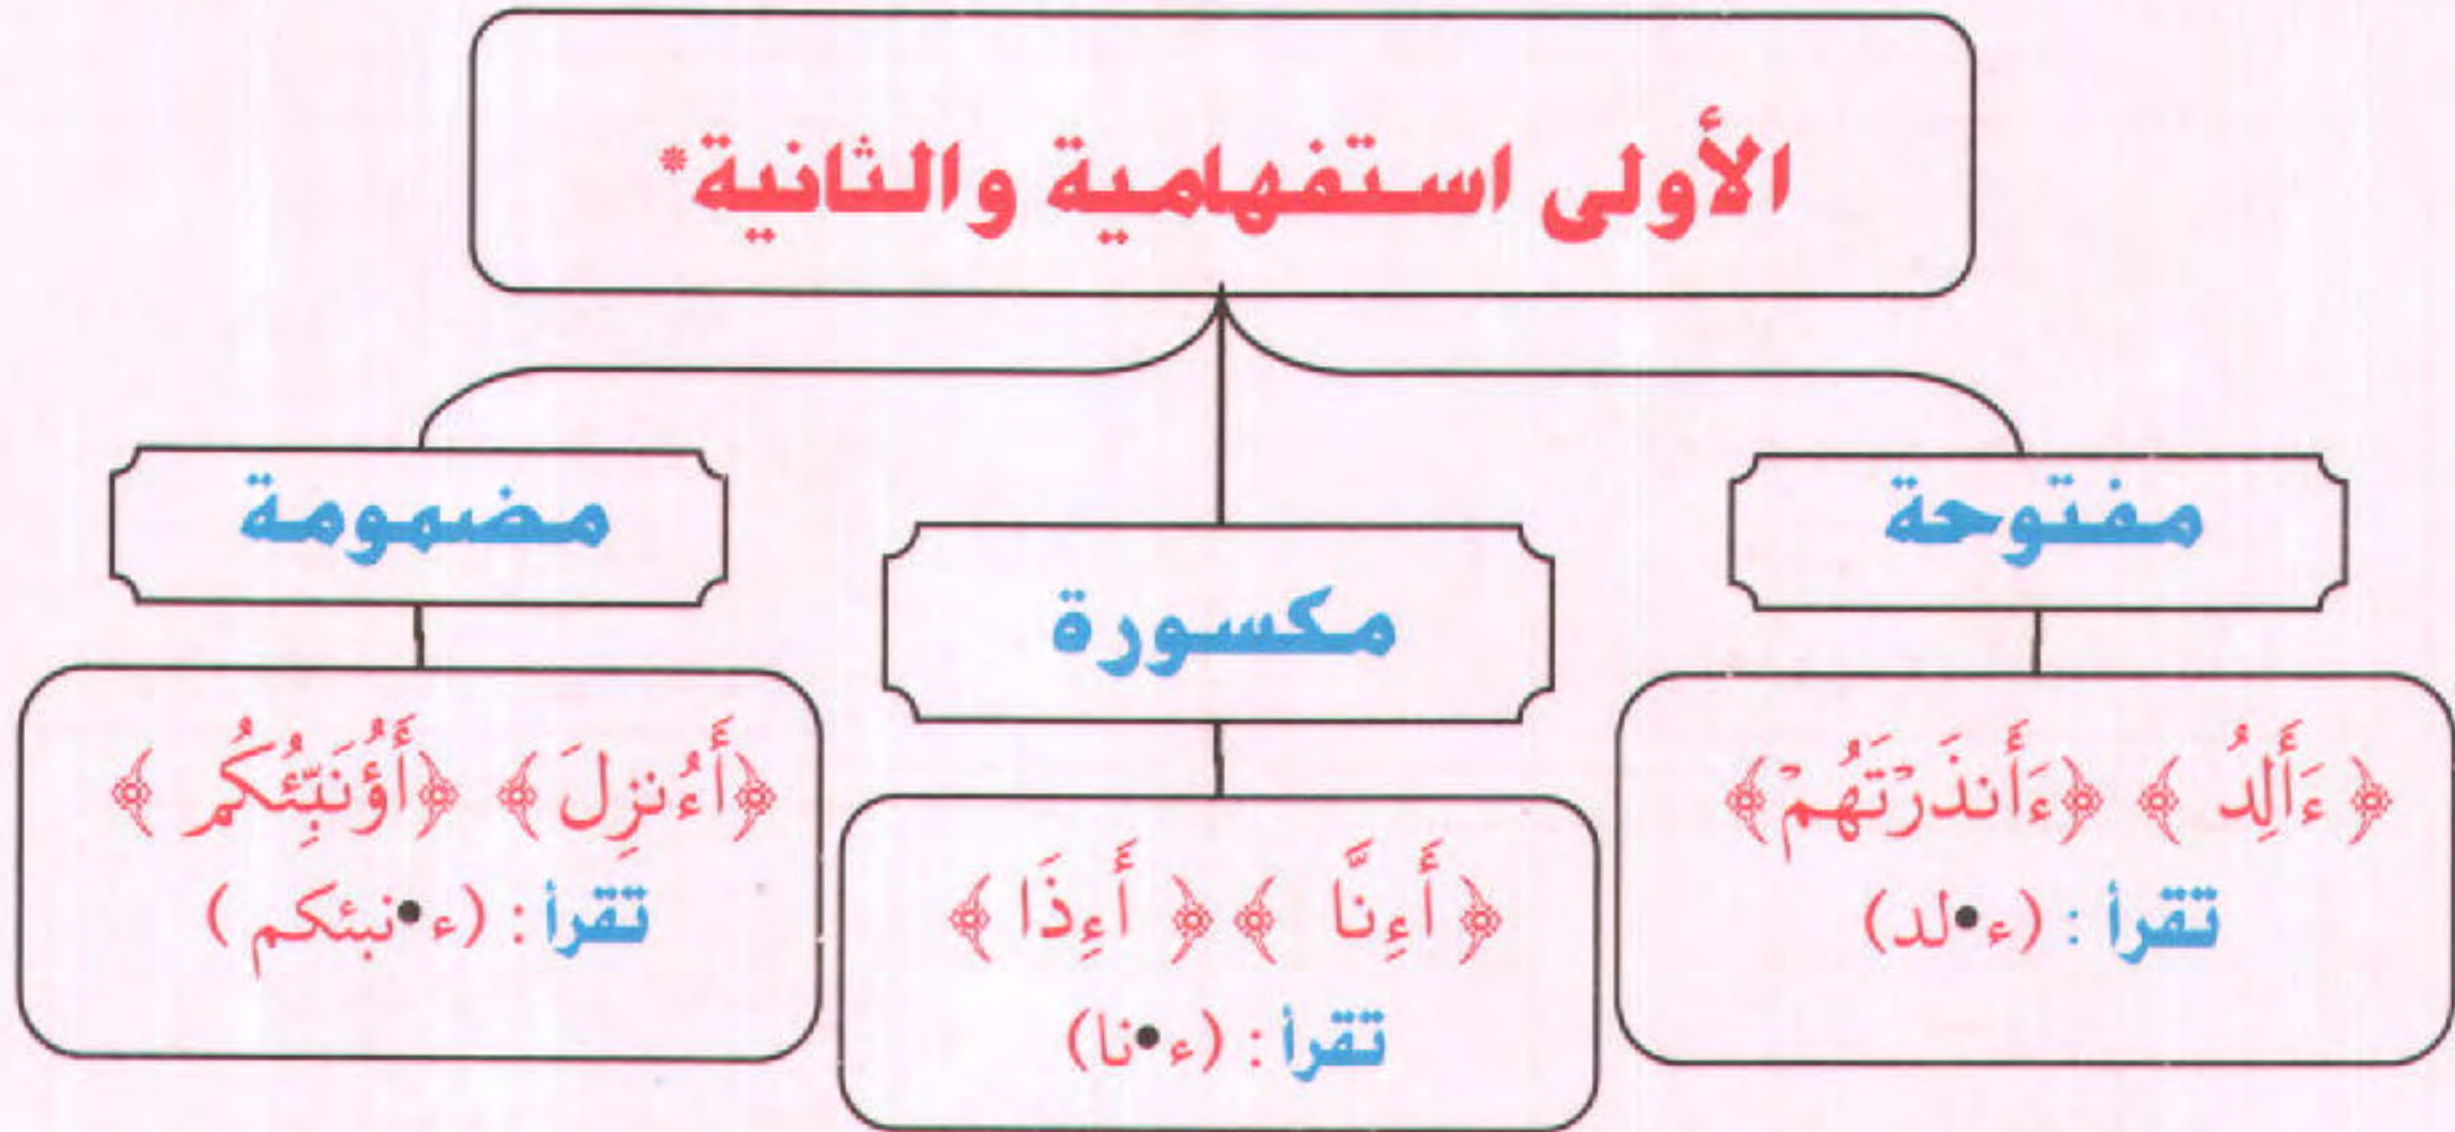 الأولى استفهامية والثانية*
مفتوحة
﴿ ءَأَلِدُ ﴾ ﴿ءَأَنذَرۡتَهُمۡ﴾
تقرأ : (ء•لد)
مكسورة
﴿ أَءِنَّا ﴾ ﴿ أَءِذَا ﴾
تقرأ : (ء•نا)
مضمومة
﴿أَءُنزِلَ﴾ ﴿أَؤُنَبِّئُكُم﴾
تقرأ : (ء•نبئكم)